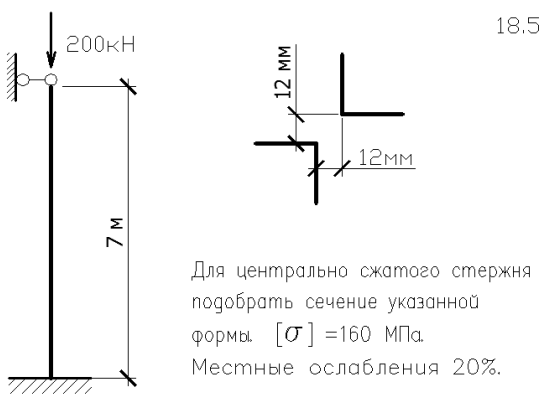 18.5
200кН
7 м
12 мм
12мм
Для центрально сжатого стержня
подобрать сечение указанной
формы. [σ] =160 МПа.
Местные ослабления 20%.